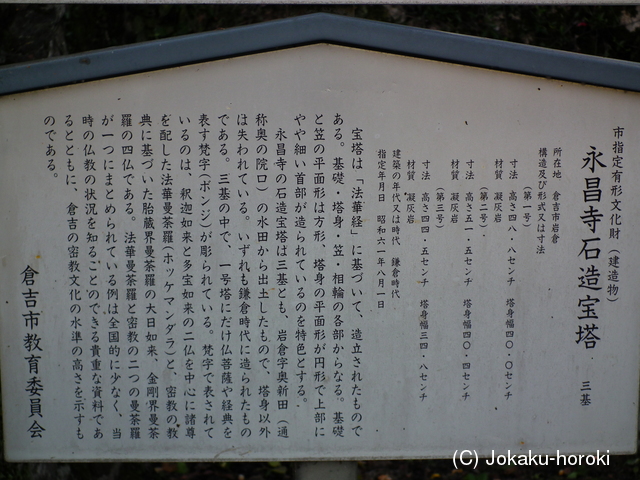 市指定有形文化財（建造物）
永昌寺石造宝塔　三基
所在地　倉吉市岩倉
構造及び形式又は寸法
（第一号）
寸法　高さ四八・八センチ　塔身幅四〇・〇センチ
材質　凝灰岩
（第二号）
寸法　高さ五一・五センチ　塔身幅四〇・四センチ
材質　凝灰岩
（第三号）
寸法　高さ四四・五センチ　塔身幅三四・八センチ
材質　凝灰岩
建築の年代又は時代　鎌倉時代
指定年月日　昭和六一年八月一日
宝塔は「法華経」に基づいて、造立されたもので
ある。基礎・塔身・笠・相輪の各部からなる。基礎
と笠の平面形は方形、塔身の平面形が円形で上部に
やや細い首部が造られているのを特色とする。
永昌寺の石造宝塔は三基とも、岩倉字奥新田（通
称奥の院口）の水田から出土したもので、塔身以外
は失われている。いずれも鎌倉時代に造られたもの
である。三基の中で、一号塔にだけ仏菩薩や経典を
表す梵字（ボンジ）が彫られている。梵字で表されて
いるのは、釈迦如来と多宝如来の二仏を中心に諸尊
を配した法華曼荼羅（ホッケマンダラ）と、密教の教
典に基づいた胎蔵界曼荼羅の大日如来、金剛界曼荼
羅の四仏である。法華曼荼羅と密教の二つの曼荼羅
が一つにまとめられている例は全国的に少なく、当
時の仏教の状況を知ることのできる貴重な資料であ
るとともに、倉吉の密教文化の水準の高さを示すも
のである。
倉吉市教育委員会
(C) Jokaku-horoki